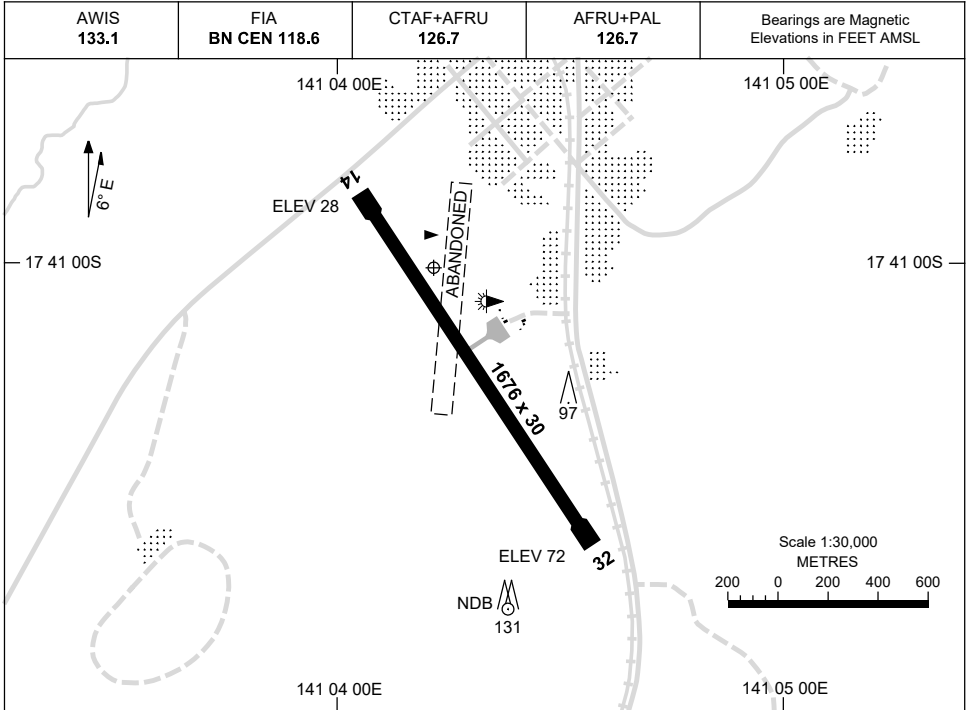 AWIS
133.1
FIA
BN CEN 118.6
CTAF+AFRU
126.7
AFRU+PAL
126.7
Bearings are Magnetic
Elevations in FEET AMSL
141 04 00E
141 05 00E
6° E
14
ELEV 28
ABANDONED
17 41 00S
17 41 00S
1676 x 30
97
ELEV 72
32
NDB
131
Scale 1:30,000
METRES
200 0 200 400 600
141 04 00E
141 05 00E